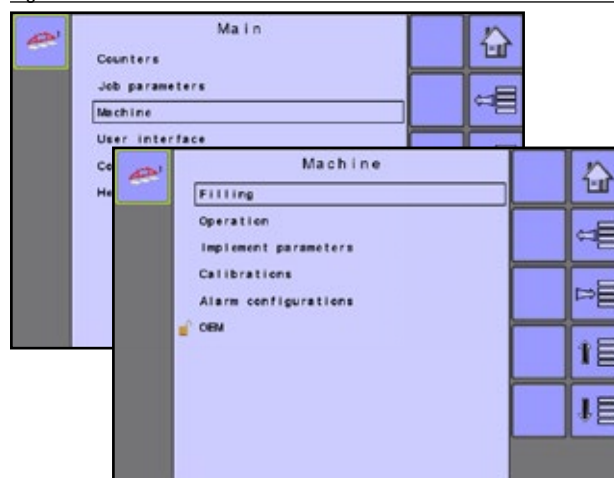 Main
Counters
Job parameters
Machine
User interface
Co
He
Machine
Filling
Operation
Implement parameters
Calibrations
Alarm configurations
OEM